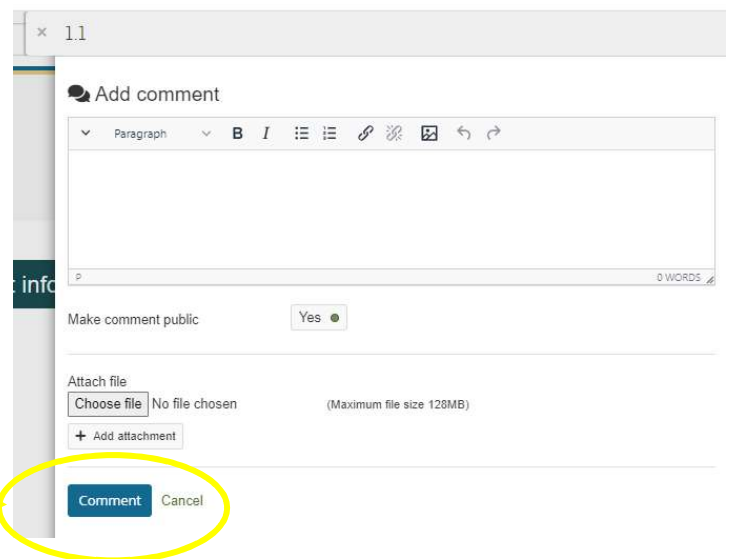 × 1.1
Add comment
Paragraph B I
P 0 WORDS
: info
Make comment public Yes
Attach file
Choose file No file chosen (Maximum file size 128MB)
+ Add attachment
Comment Cancel